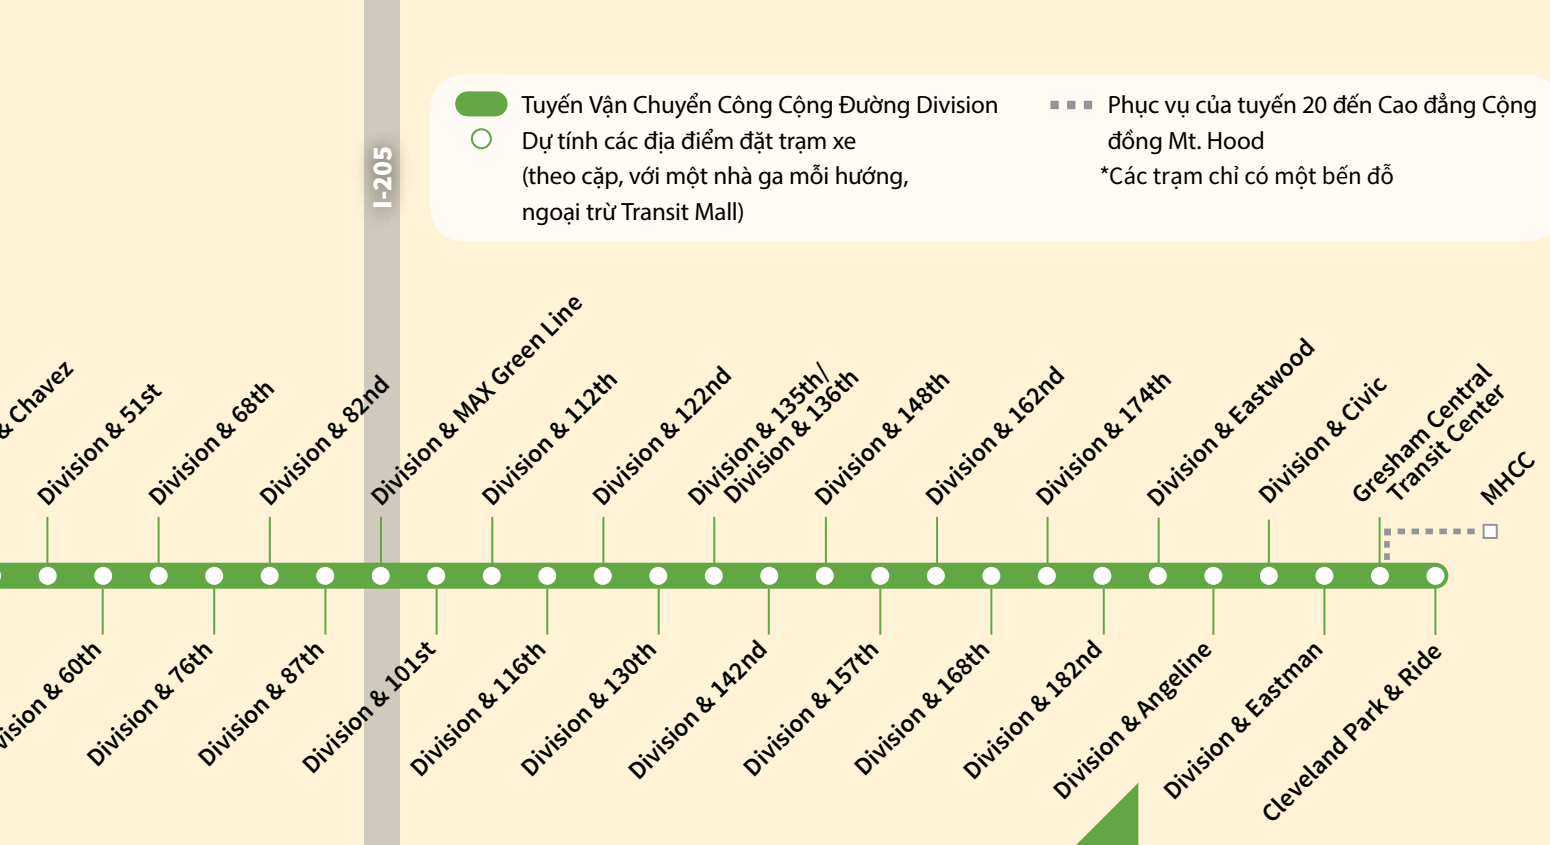 Tuyến Vận Chuyển Công Cộng Đường Division
Dự tính các địa điểm đặt trạm xe
(theo cặp, với một nhà ga mỗi hướng,
ngoại trừ Transit Mall)
Phục vụ của tuyến 20 đến Cao đẳng Cộng
đồng Mt. Hood
*Các trạm chỉ có một bến đỗ
I-205
& Chavez
Division & 51st
Division & 68th
Division & 82nd
Division & MAX Green Line
Division & 112th
Division & 122nd
Division & 135th/
Division & 136th
Division & 148th
Division & 162nd
Division & 174th
Division & Eastwood
Division & Civic
Gresham Central
Transit Center
MHCC
vision & 60th
Division & 76th
Division & 87th
Division & 101st
Division & 116th
Division & 130th
Division & 142nd
Division & 157th
Division & 168th
Division & 182nd
Division & Angeline
Division & Eastman
Cleveland Park & Ride